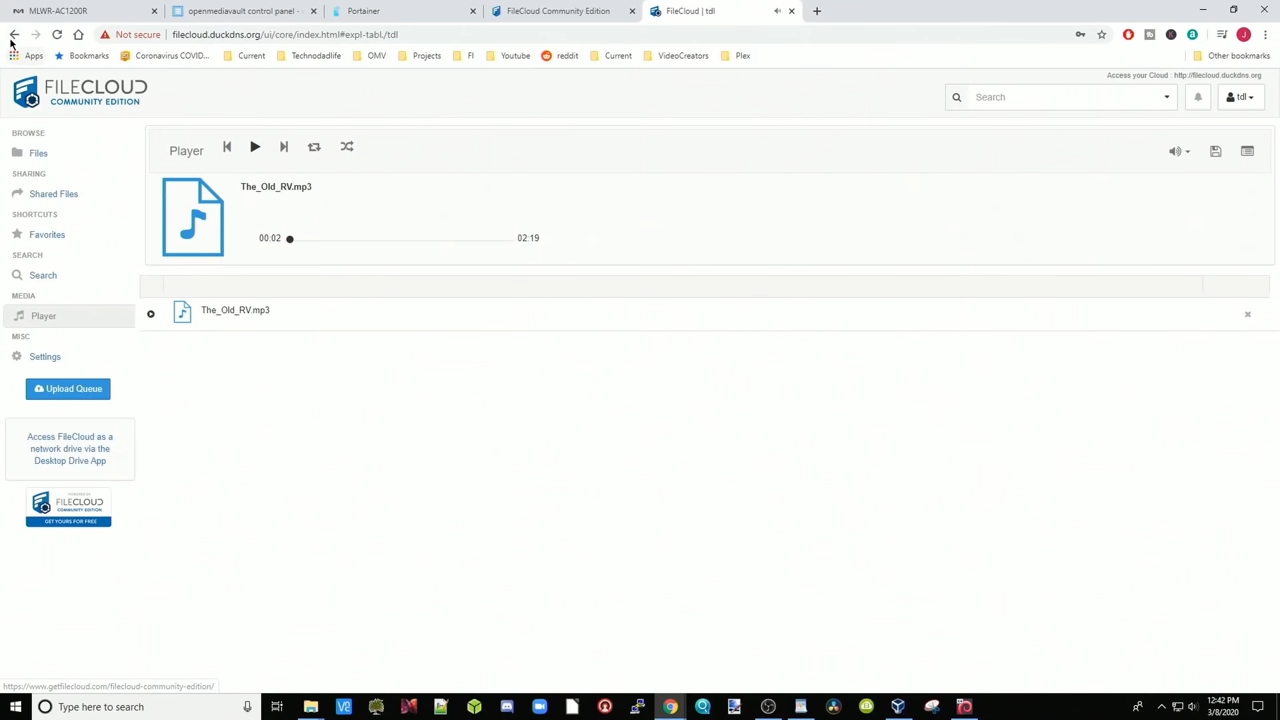 MLWR-AC1200R
openmediavault control panel -
Portainer
FileCloud Community Edition
FileCloud | tdl
Not secure | filecloud.duckdns.org/ui/core/index.html#expl-tabl./tdl
Apps Bookmarks Coronavirus COVID... Current Technodadlife OMV Projects FI Youtube reddit Current VideoCreators Plex Other bookmarks
Access your Cloud : http://filecloud.duckdns.org
FILECLOUD
COMMUNITY EDITION
Search
tdl
BROWSE
Files
SHARING
Shared Files
SHORTCUTS
Favorites
SEARCH
Search
MEDIA
Player
MISC
Settings
Upload Queue
Access FileCloud as a
network drive via the
Desktop Drive App
POWERED BY
FILECLOUD
COMMUNITY EDITION
GET YOURS FOR FREE
Player
The_Old_RV.mp3
00:02 02:19
The_Old_RV.mp3
https://www.getfilecloud.com/filecloud-community-edition/
Type here to search
12:42 PM
3/8/2020